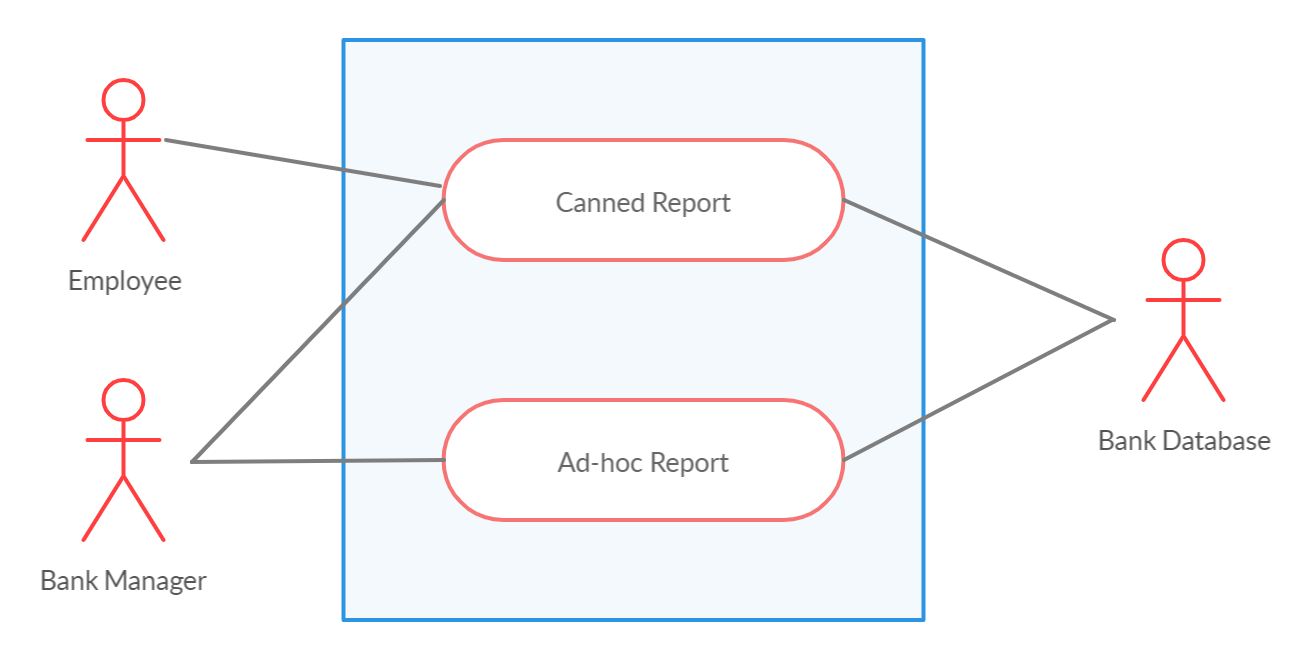 Employee
Canned Report
Bank Database
Ad-hoc Report
Bank Manager